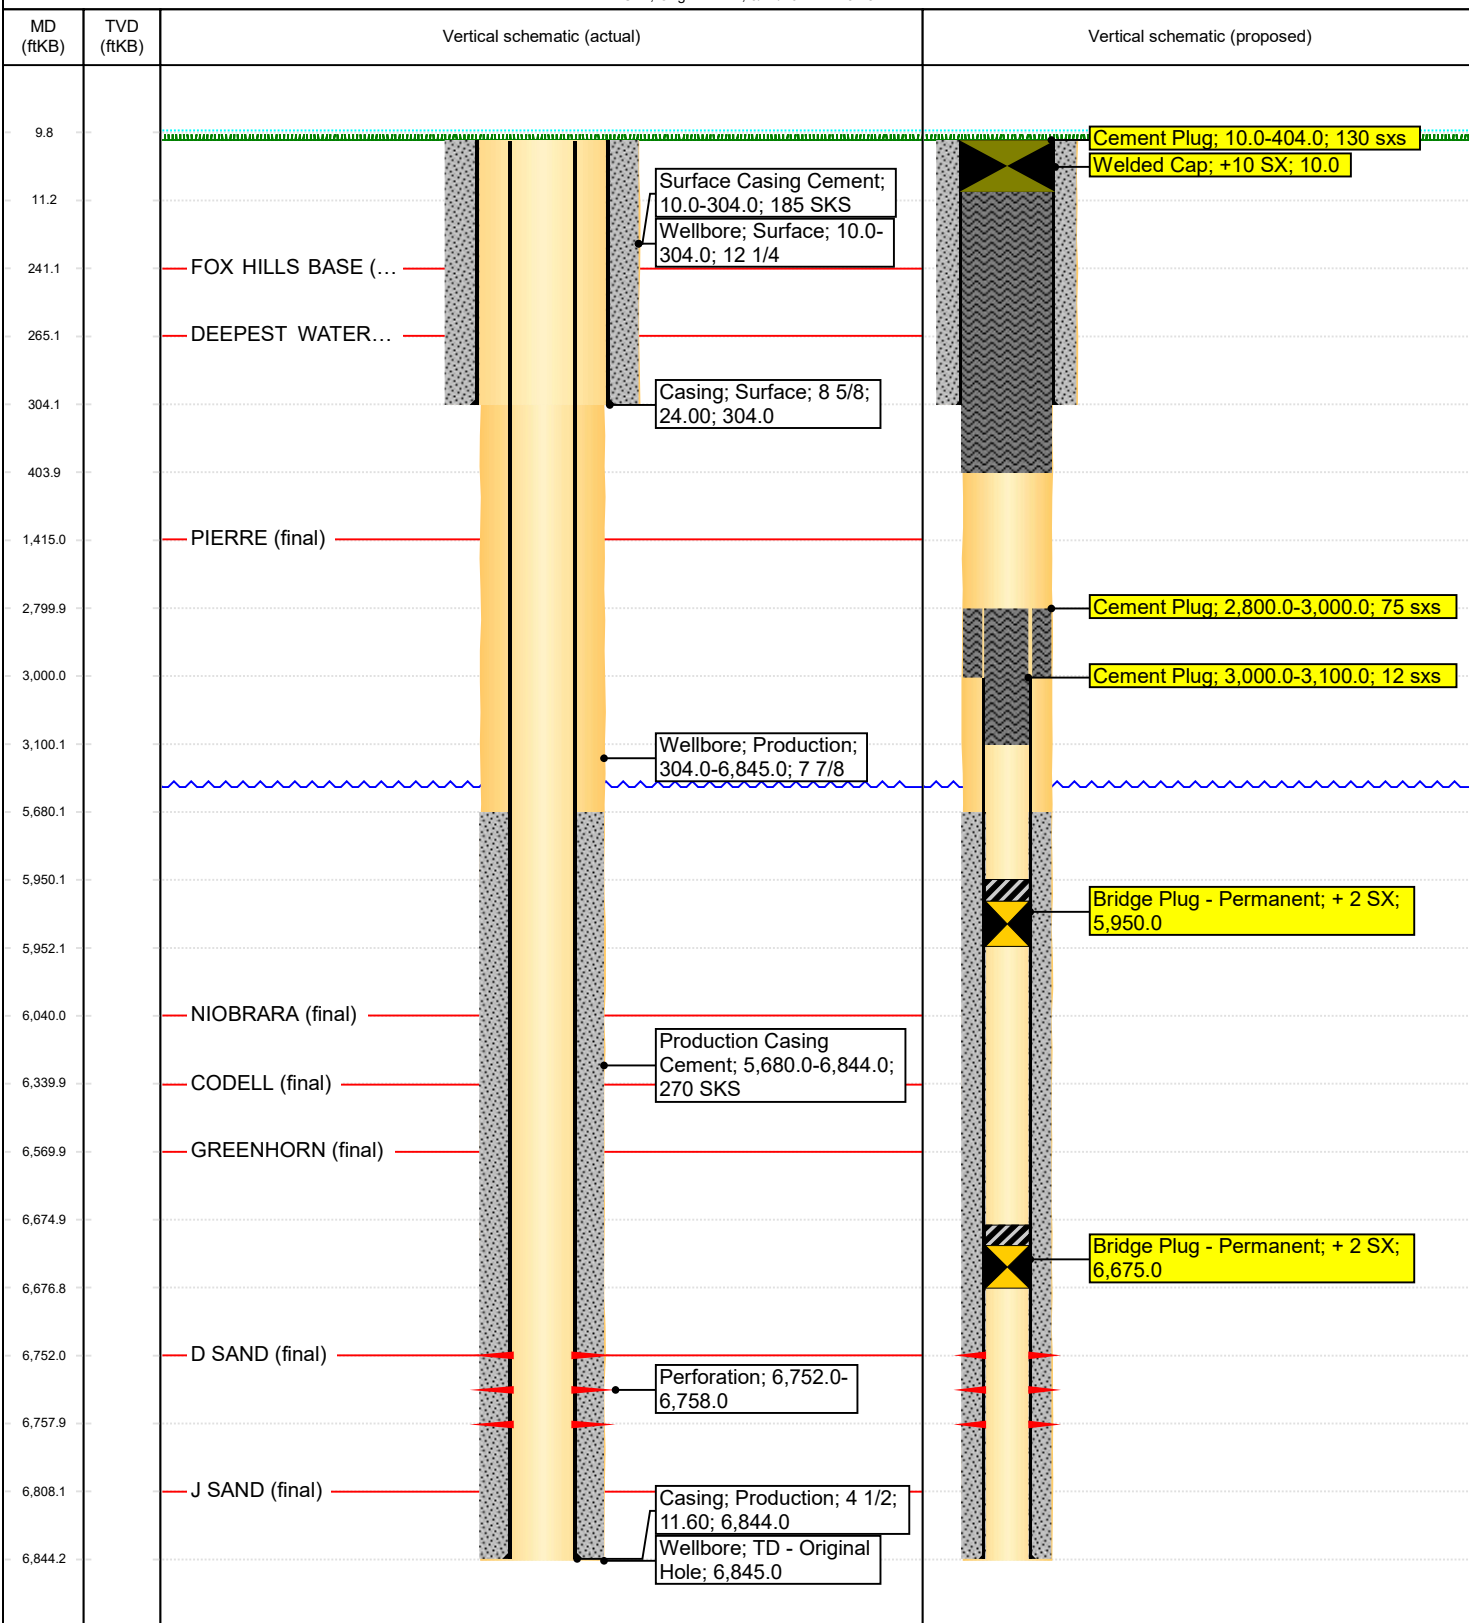 MD
(ftKB)
TVD
(ftKB)
Vertical schematic (actual)
Vertical schematic (proposed)
9.8
11.2
241.1
265.1
304.1
403.9
1,415.0
2,799.9
3,000.0
3,100.1
5,680.1
5,950.1
5,952.1
6,040.0
6,339.9
6,569.9
6,674.9
6,676.8
6,752.0
6,757.9
6,808.1
6,844.2
FOX HILLS BASE (…
DEEPEST WATER…
PIERRE (final)
NIOBRARA (final)
CODELL (final)
GREENHORN (final)
D SAND (final)
J SAND (final)
Surface Casing Cement;
10.0-304.0; 185 SKS
Wellbore; Surface; 10.0-
304.0; 12 1/4
Casing; Surface; 8 5/8;
24.00; 304.0
Wellbore; Production;
304.0-6,845.0; 7 7/8
Production Casing
Cement; 5,680.0-6,844.0;
270 SKS
Perforation; 6,752.0-
6,758.0
Casing; Production; 4 1/2;
11.60; 6,844.0
Wellbore; TD - Original
Hole; 6,845.0
Cement Plug; 10.0-404.0; 130 sxs
Welded Cap; +10 SX; 10.0
Cement Plug; 2,800.0-3,000.0; 75 sxs
Cement Plug; 3,000.0-3,100.0; 12 sxs
Bridge Plug - Permanent; + 2 SX;
5,950.0
Bridge Plug - Permanent; + 2 SX;
6,675.0